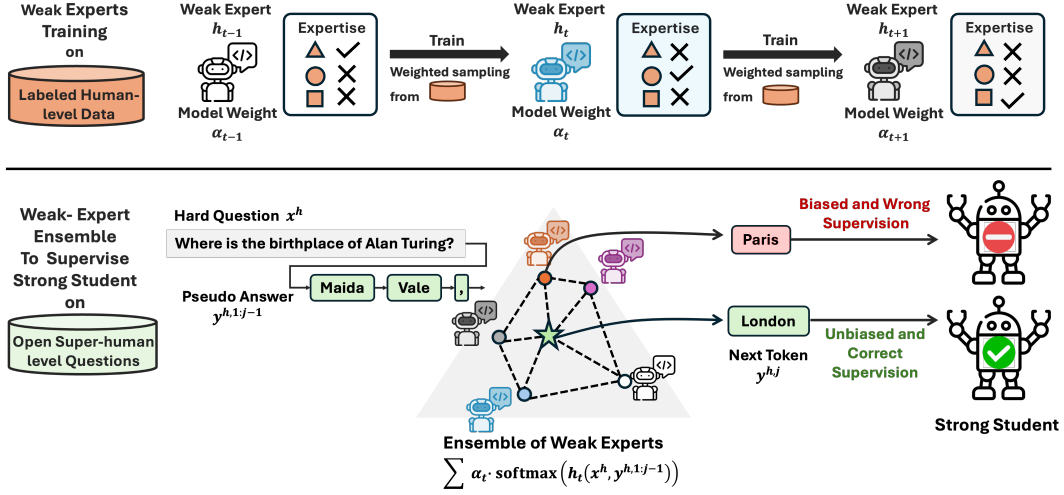 Weak Experts
Training
on
Labeled Human-
level Data
Weak Expert
h_{t-1}
</>
Model Weight
α_{t-1}
Expertise
Train
Weighted sampling
from
Weak Expert
h_t
</>
Model Weight
α_t
Expertise
Train
Weighted sampling
from
Weak Expert
h_{t+1}
</>
Model Weight
α_{t+1}
Expertise
Weak- Expert
Ensemble
To Supervise
Strong Student
on
Open Super-human
level Questions
Hard Question x^h
Where is the birthplace of Alan Turing?
Maida
Vale
,
Pseudo Answer
y^{h,1:j−1}
</>
</>
</>
</>
</>
Ensemble of Weak Experts
∑ α_t· softmax(h_t(x^h, y^{h,1:j−1}))
Paris
Biased and Wrong
Supervision
London
Next Token
y^{h,j}
Unbiased and
Correct
Supervision
Strong Student